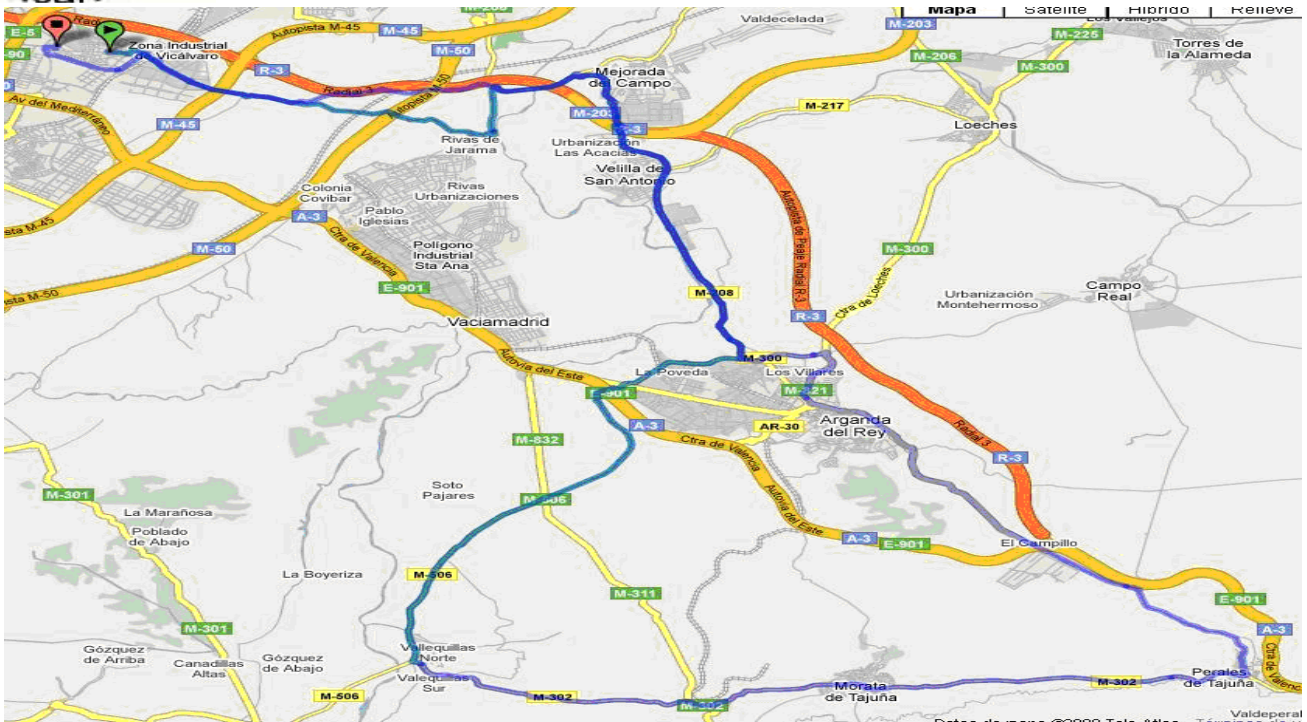 Mapa
Satélite
Híbrido
Relieve
E-5
Radial 3
Autopista M-45
M-45
M-50
M-203
Valdecelada
Los Vallejos
M-225
Torres de
la Alameda
Zona Industrial
de Vicálvaro
R-3
Radial 3
Autopista M-50
Mejorada
del Campo
M-206
M-300
E-90
Av del Mediterráneo
M-45
Rivas de
Jarama
M-203
R-3
Urbanización
Las Acacias
M-217
Loeches
Velilla de
San Antonio
Colonia
Covibar
Rivas
Urbanizaciones
A-3
Pablo
Iglesias
Autopista de Peaje Radial R-3
M-45
M-50
Ctra de Valencia
Polígono
Industrial
Sta Ana
M-300
E-901
M-208
Ctra de Loeches
Urbanización
Montehermoso
Campo
Real
Vaciamadrid
R-3
Autovía del Este
M-300
La Poveda
Los Villares
E-901
M-321
A-3
AR-30
Arganda
del Rey
M-832
Ctra de Valencia
Radial 3
R-3
M-301
Soto
Pajares
M-506
Autovía del Este
La Marañosa
Poblado
de Abajo
A-3
E-901
El Campillo
La Boyeriza
M-506
M-311
E-901
M-301
A-3
Gózquez
de Arriba
Canadillas
Altas
Gózquez
de Abajo
Vallequillas
Norte
Valequillas
Sur
Ctra de Valencia
M-506
M-302
M-302
Morata
de Tajuña
M-302
Perales
de Tajuña
Valdeperal